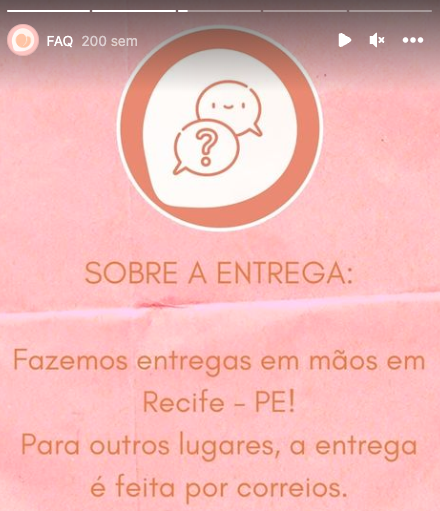 FAQ 200 sem
?
SOBRE A ENTREGA:
Fazemos entregas em mãos em
Recife - PE!
Para outros lugares, a entrega
é feita por correios.